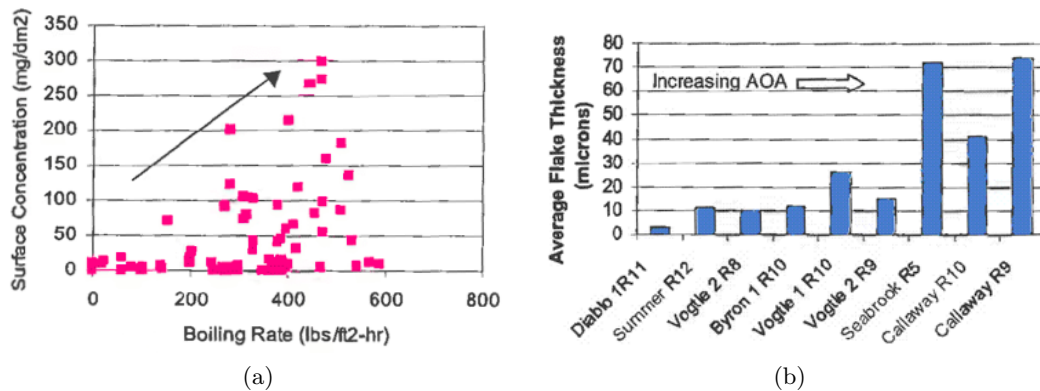 350
300
250
200
150
100
50
0
Surface Concentration (mg/dm2)
0 200 400 600 800
Boiling Rate (lbs/ft2-hr)
(a)
80
70
60
50
40
30
20
10
0
Average Flake Thickness
(microns)
Increasing AOA
Diablo 1R11
Summer R12
Vogtle 2 R8
Byron 1 R10
Vogtle 1 R10
Vogtle 2 R9
Seabrook R5
Callaway R10
Callaway R9
(b)